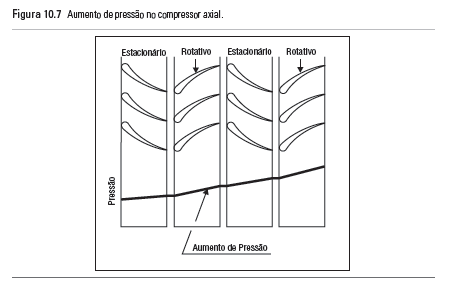 Figura 10.7 Aumento de pressão no compressor axial.
Estacionário Rotativo Estacionário Rotativo
Pressão
Aumento de Pressão